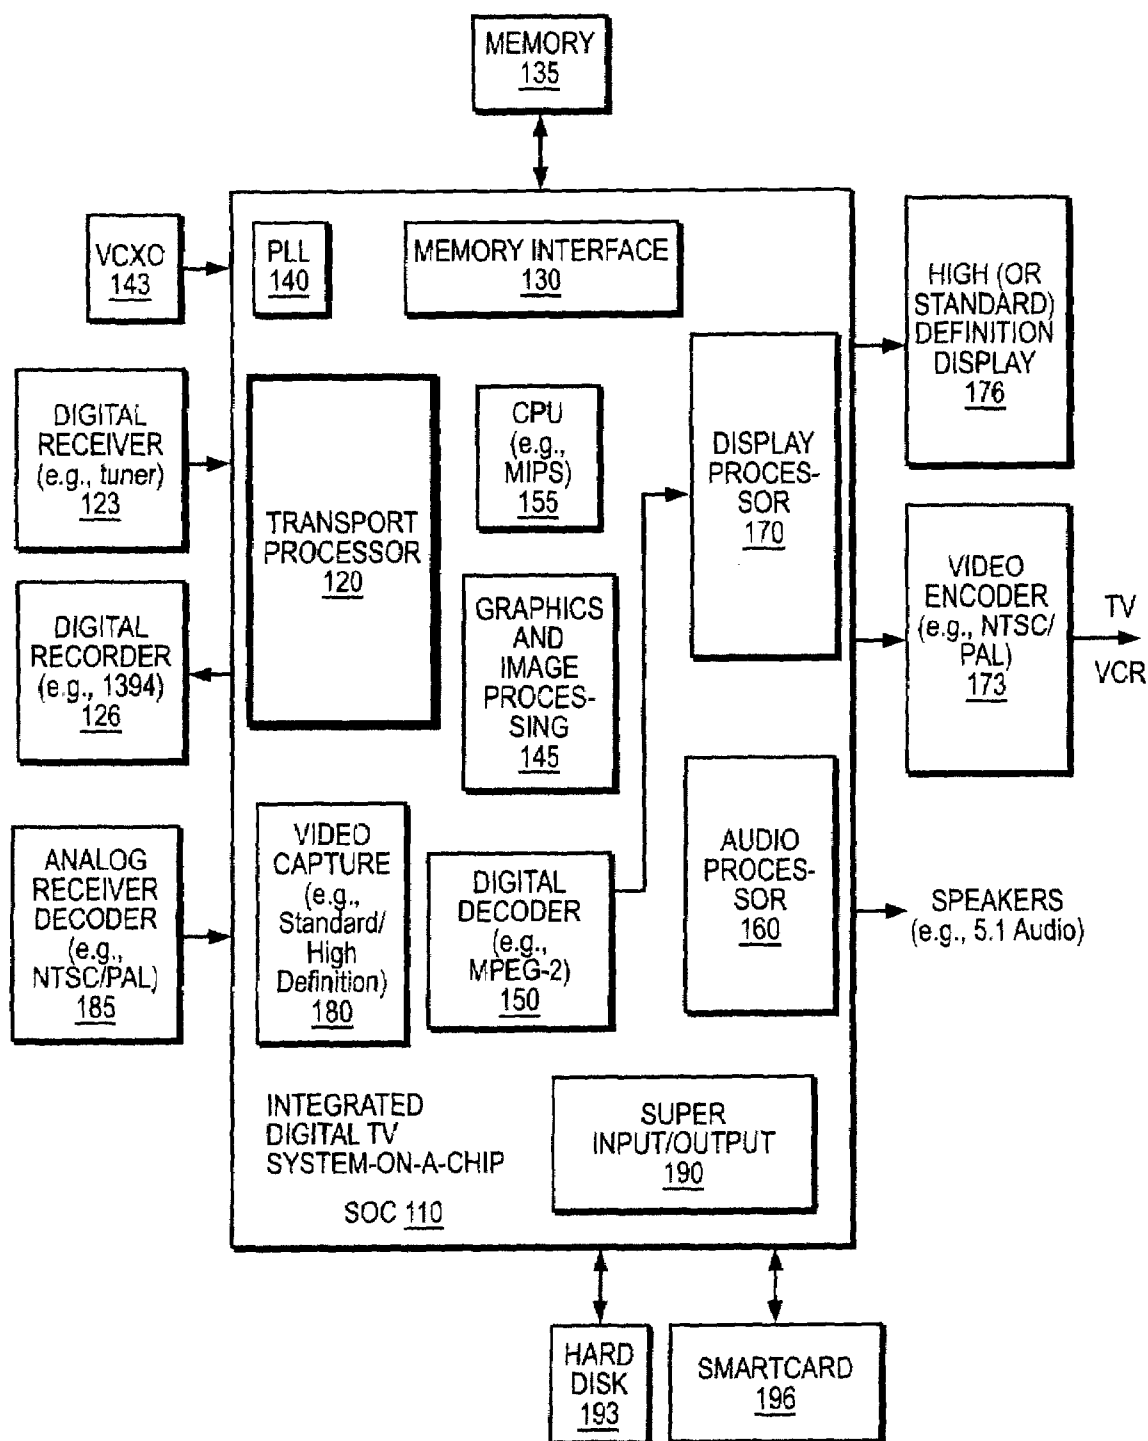 MEMORY
135
VCXO
143
PLL
140
MEMORY INTERFACE
130
HIGH (OR
STANDARD)
DEFINITION
DISPLAY
176
DIGITAL
RECEIVER
(e.g., tuner)
123
TRANSPORT
PROCESSOR
120
CPU
(e.g.,
MIPS)
155
DISPLAY
PROCES-
SOR
170
DIGITAL
RECORDER
(e.g., 1394)
126
GRAPHICS
AND
IMAGE
PROCES-
SING
145
VIDEO
ENCODER
(e.g., NTSC/
PAL)
173
TV
VCR
ANALOG
RECEIVER
DECODER
(e.g.,
NTSC/PAL)
185
VIDEO
CAPTURE
(e.g.,
Standard/
High
Definition)
180
DIGITAL
DECODER
(e.g.,
MPEG-2)
150
AUDIO
PROCES-
SOR
160
SPEAKERS
(e.g., 5.1 Audio)
INTEGRATED
DIGITAL TV
SYSTEM-ON-A-CHIP
SOC 110
SUPER
INPUT/OUTPUT
190
HARD
DISK
193
SMARTCARD
196